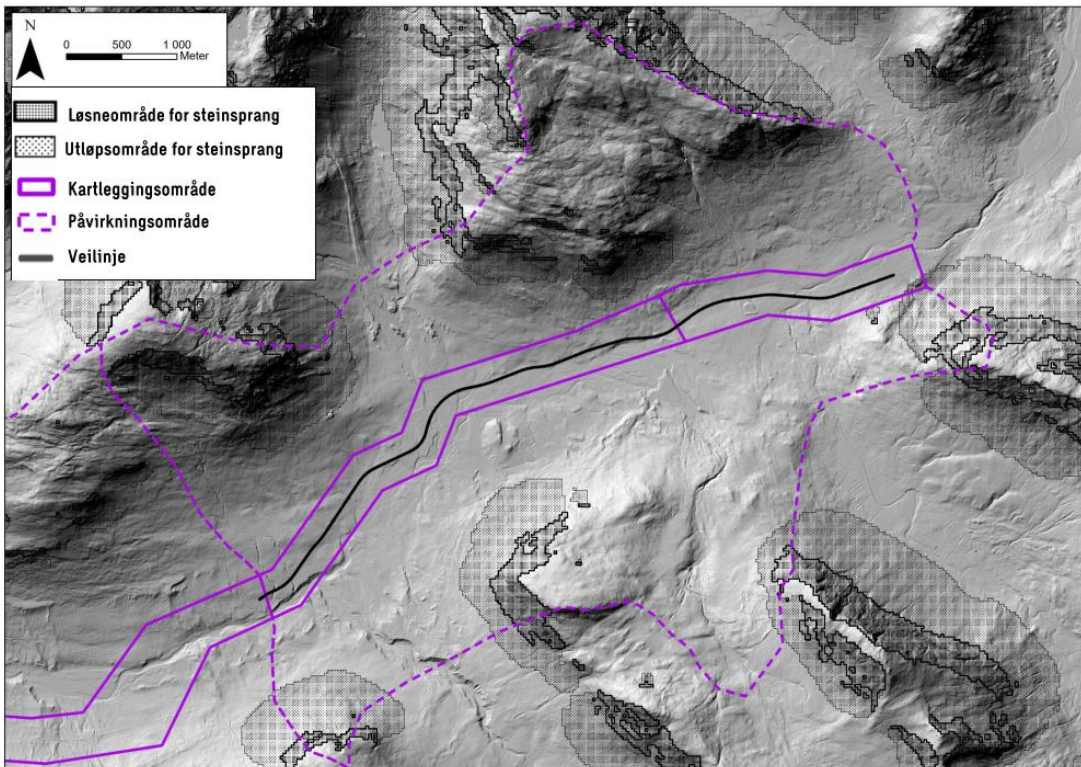 N
0 500 1 000
Meter
Løsneområde for steinsprang
Utløpsområde for steinsprang
Kartleggingsområde
Påvirkningsområde
Veilinje